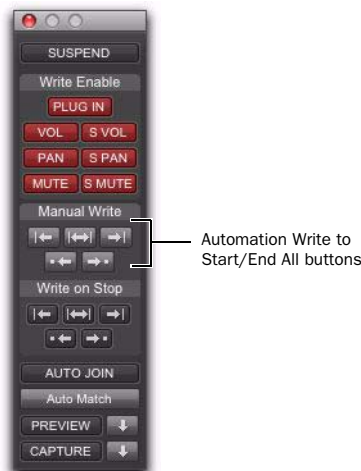 SUSPEND
Write Enable
PLUG IN
VOL S VOL
PAN S PAN
MUTE S MUTE
Manual Write
Automation Write to
Start/End All buttons
Write on Stop
AUTO JOIN
Auto Match
PREVIEW
CAPTURE